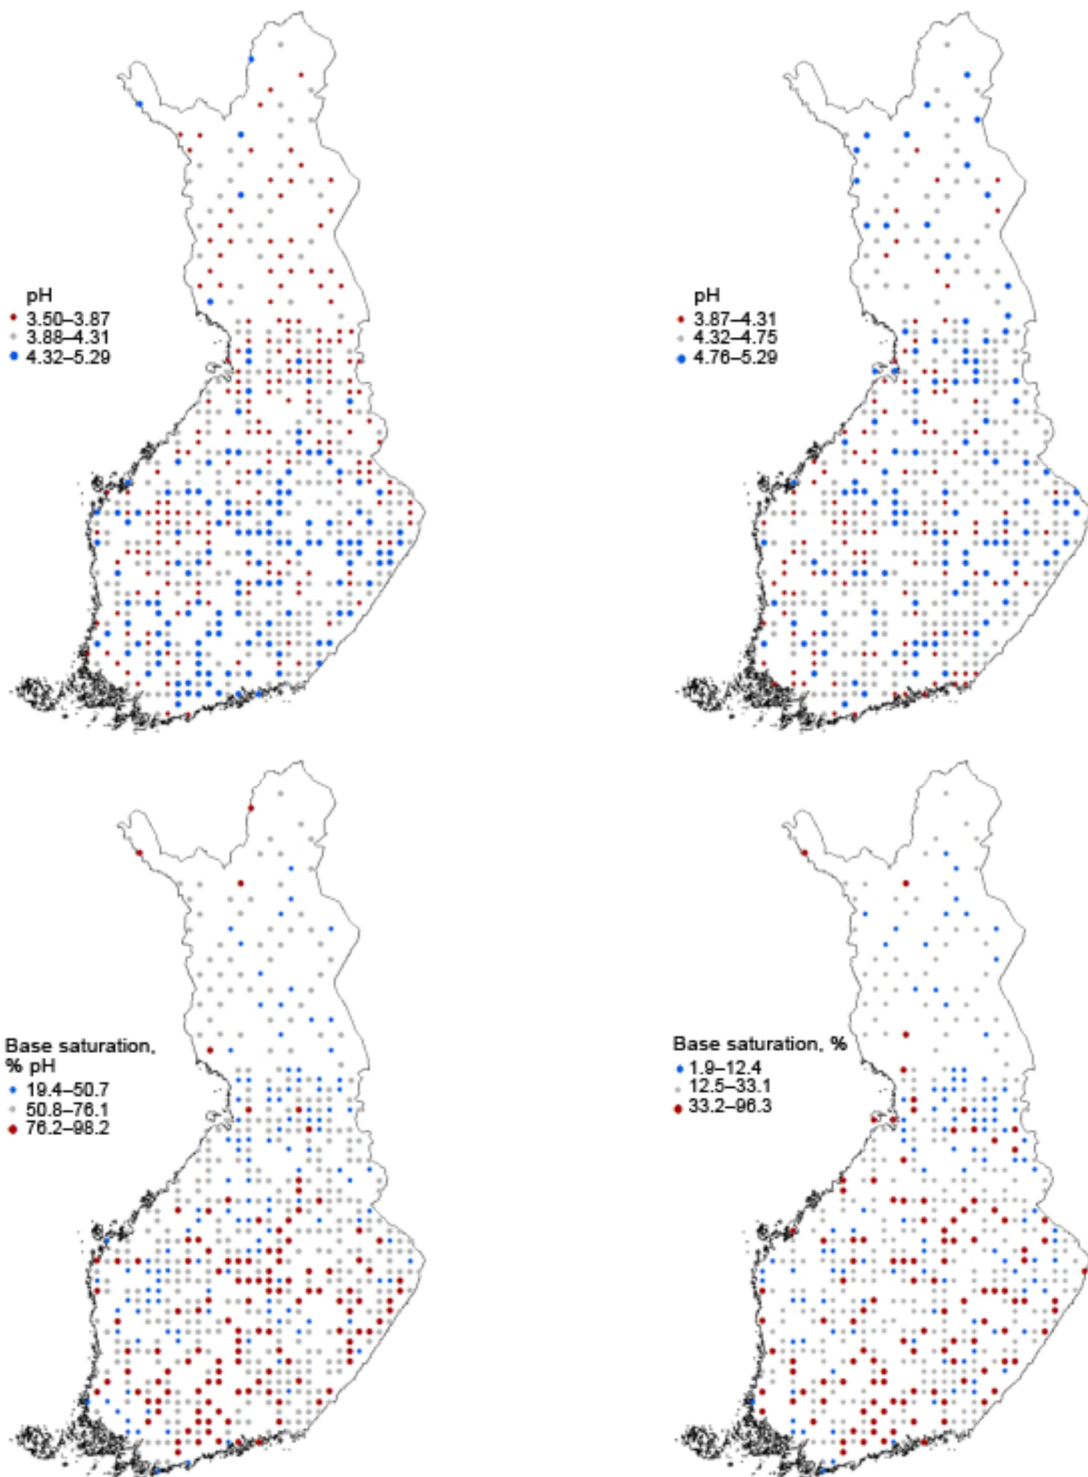 pH
3.50–3.87
3.88–4.31
4.32–5.29
pH
3.87–4.31
4.32–4.75
4.76–5.29
Base saturation,
% pH
19.4–50.7
50.8–76.1
76.2–98.2
Base saturation, %
1.9–12.4
12.5–33.1
33.2–96.3